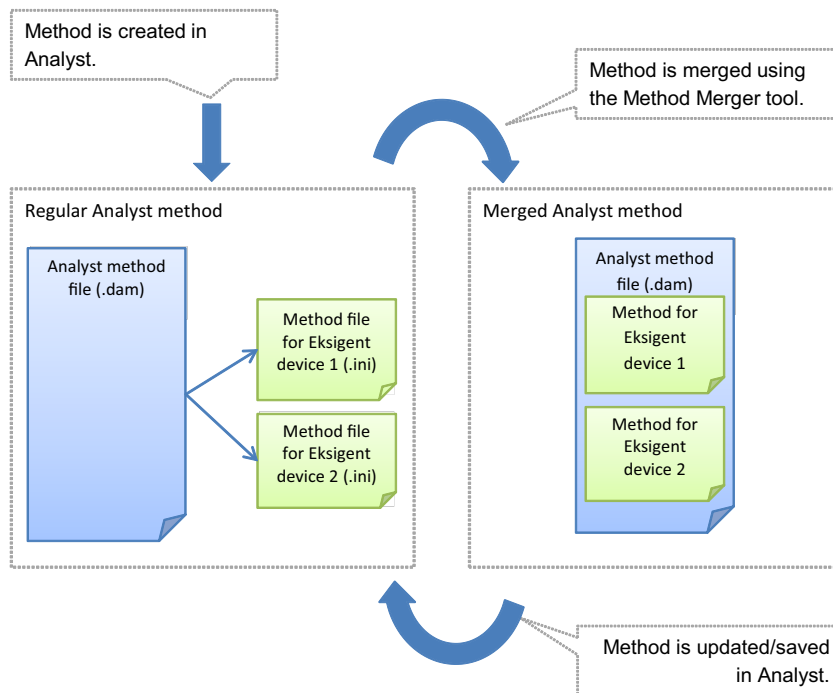 Method is created in
Analyst.
Method is merged using
the Method Merger tool.
Regular Analyst method
Analyst method
file (.dam)
Method file
for Eksigent
device 1 (.ini)
Method file
for Eksigent
device 2 (.ini)
Merged Analyst method
Analyst method
file (.dam)
Method for
Eksigent
device 1
Method for
Eksigent
device 2
Method is updated/saved
in Analyst.